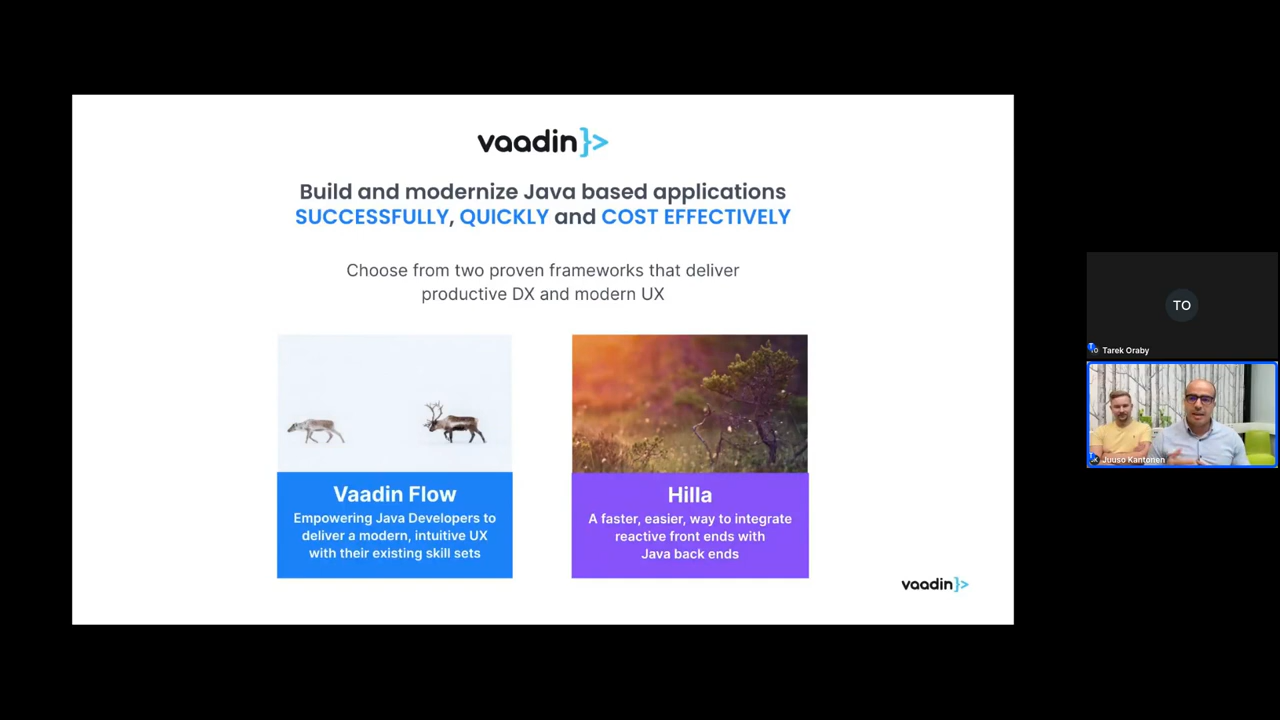 vaadin}>
Build and modernize Java based applications
SUCCESSFULLY, QUICKLY and COST EFFECTIVELY
Choose from two proven frameworks that deliver
productive DX and modern UX
Vaadin Flow
Empowering Java Developers to
deliver a modern, intuitive UX
with their existing skill sets
Hilla
A faster, easier, way to integrate
reactive front ends with
Java back ends
vaadin}>
TO
Tarek Oraby
Juuso Kantonen